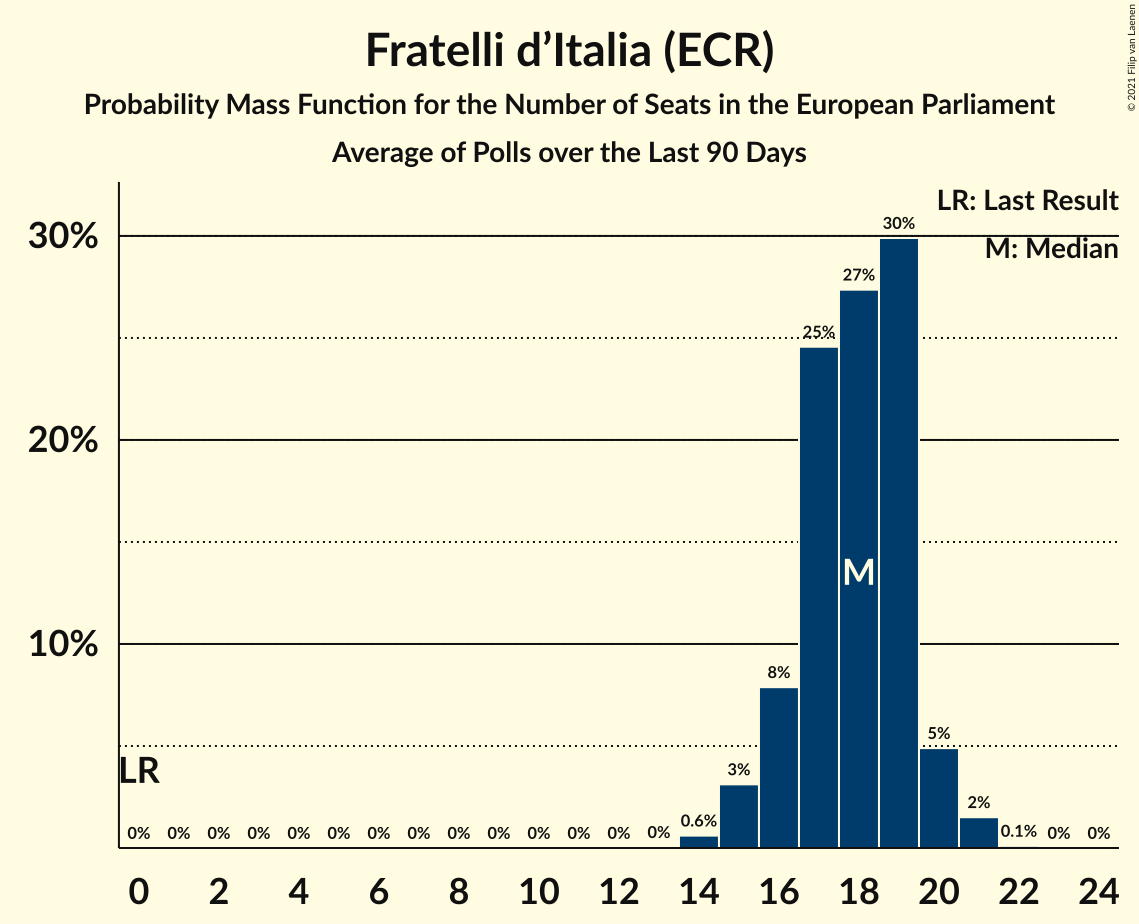 Fratelli d’Italia (ECR)
Probability Mass Function for the Number of Seats in the European Parliament
Average of Polls over the Last 90 Days
© 2021 Filip van Laenen
LR: Last Result
M: Median
30%
20%
10%
30%
27%
25%
M
8%
5%
3%
2%
LR
0% 0% 0% 0% 0% 0% 0% 0% 0% 0% 0% 0% 0% 0% 0.6% 0.1% 0% 0%
0 2 4 6 8 10 12 14 16 18 20 22 24